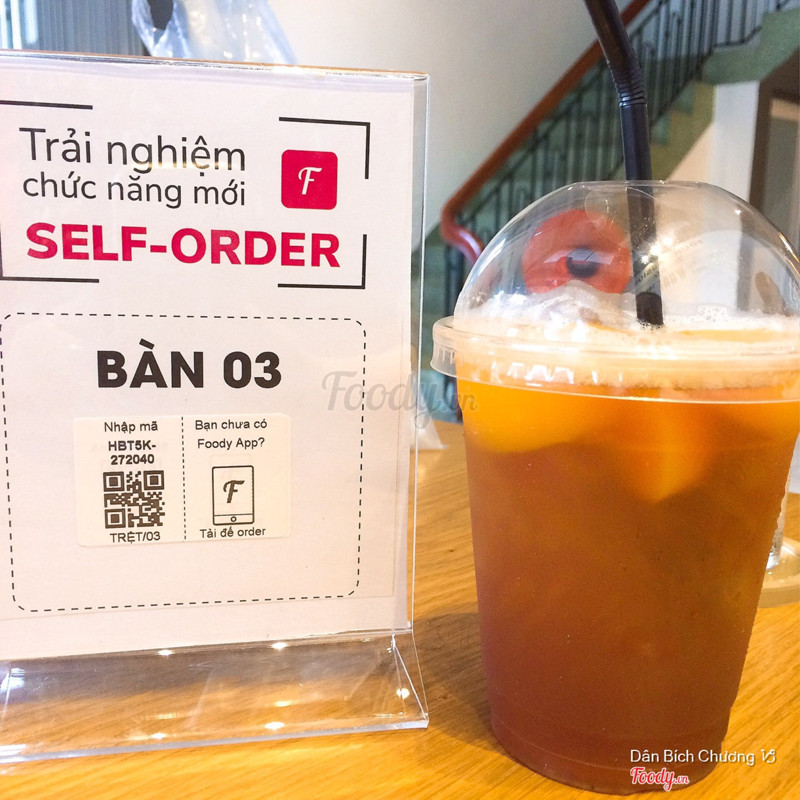 Trải nghiệm
chức năng mới
F
SELF-ORDER
BÀN 03
Nhập mã
HBT5K-
272040
TRỆT/03
Bạn chưa có
Foody App?
F
Tải để order
Foody.vn
Dân Bích Chương
Foody.vn